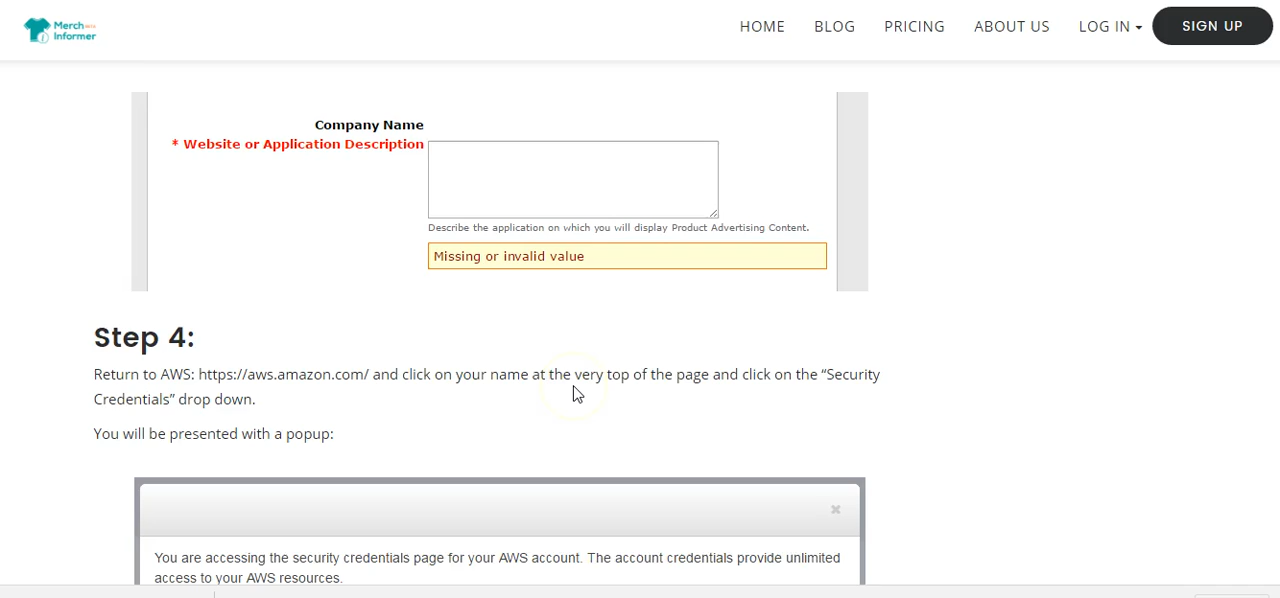 Merch
Informer
HOME BLOG PRICING ABOUT US LOG IN SIGN UP
Company Name
* Website or Application Description
Describe the application on which you will display Product Advertising Content.
Missing or invalid value
Step 4:
Return to AWS: https://aws.amazon.com/ and click on your name at the very top of the page and click on the “Security
Credentials” drop down.
You will be presented with a popup:
You are accessing the security credentials page for your AWS account. The account credentials provide unlimited
access to your AWS resources.